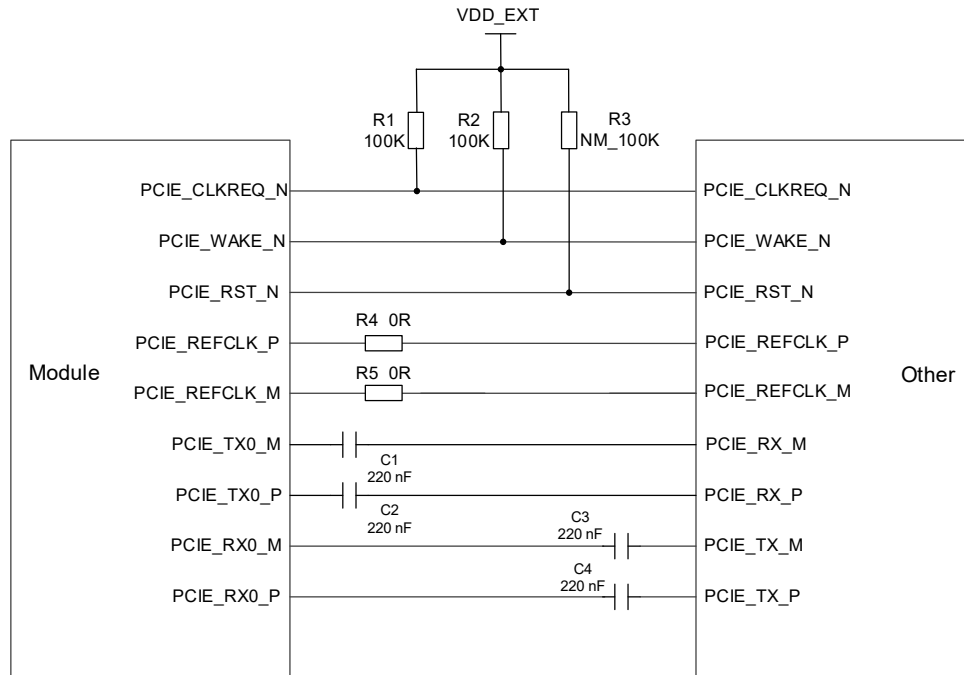 VDD_EXT
R1 R2 R3
100K 100K NM_100K
PCIE_CLKREQ_N PCIE_CLKREQ_N
PCIE_WAKE_N PCIE_WAKE_N
PCIE_RST_N PCIE_RST_N
R4 0R
PCIE_REFCLK_P PCIE_REFCLK_P
Module Other
R5 0R
PCIE_REFCLK_M PCIE_REFCLK_M
PCIE_TX0_M PCIE_RX_M
C1
220 nF
PCIE_TX0_P PCIE_RX_P
C2
220 nF
C3
220 nF
PCIE_RX0_M PCIE_TX_M
C4
220 nF
PCIE_RX0_P PCIE_TX_P